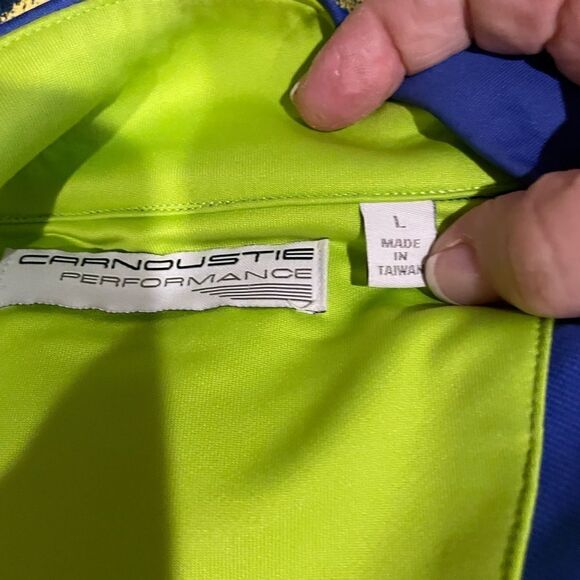 CARNOUSTIE
PERFORMANCE
L
MADE
IN
TAIWAN